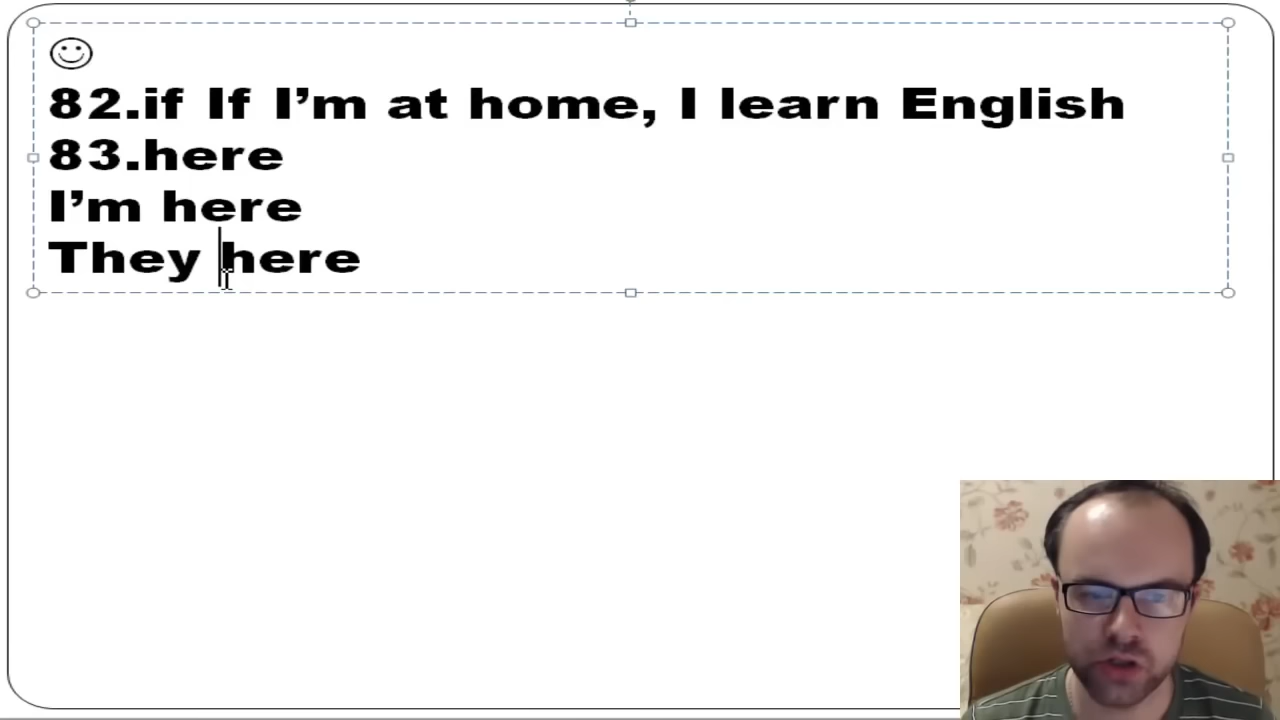 82.if If I’m at home, I learn English
83.here
I’m here
They here